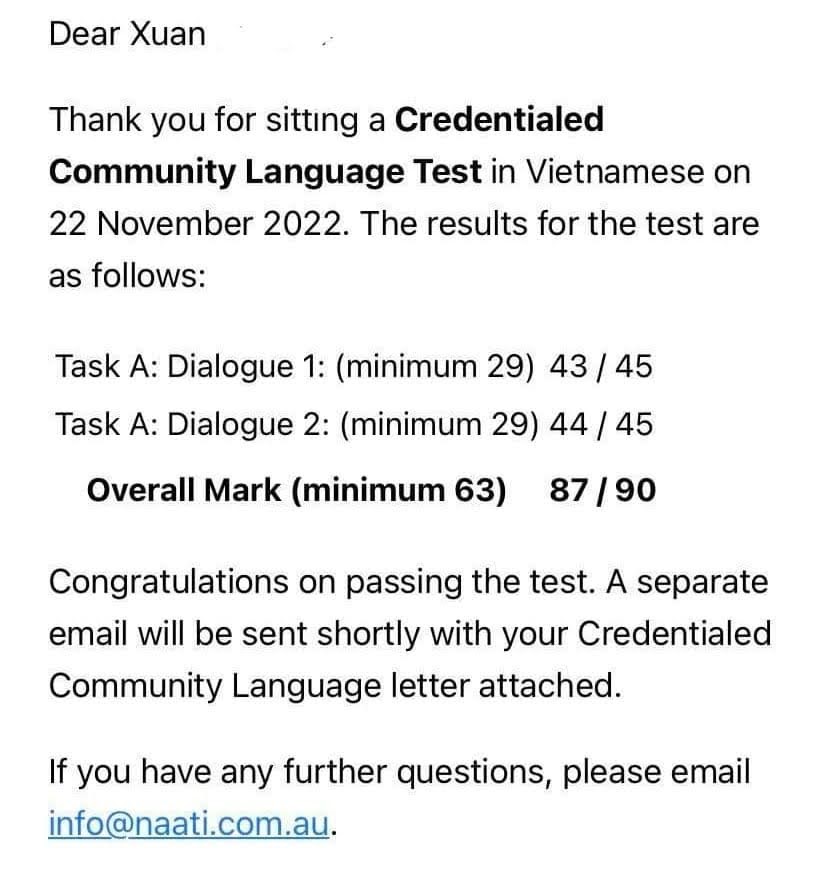 Dear Xuan
Thank you for sitting a Credentialed
Community Language Test in Vietnamese on
22 November 2022. The results for the test are
as follows:
Task A: Dialogue 1: (minimum 29) 43 / 45
Task A: Dialogue 2: (minimum 29) 44 / 45
Overall Mark (minimum 63) 87 / 90
Congratulations on passing the test. A separate
email will be sent shortly with your Credentialed
Community Language letter attached.
If you have any further questions, please email
info@naati.com.au.